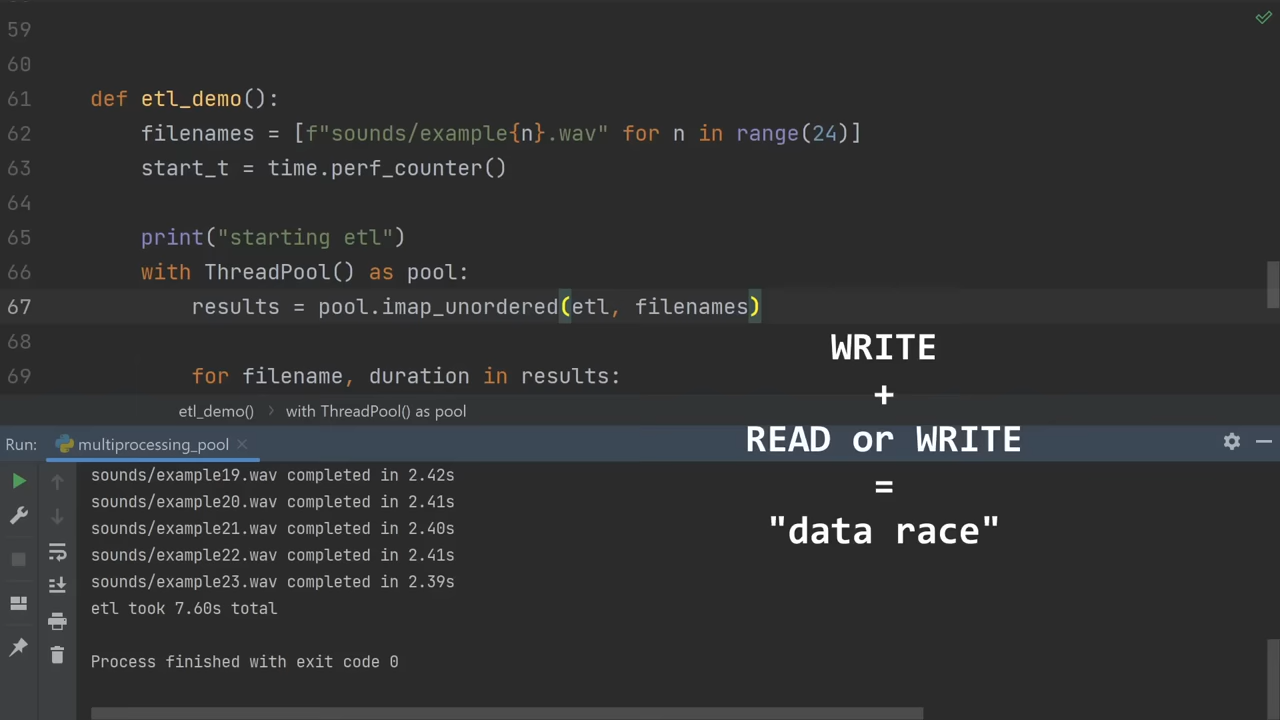 59
60
61 def etl_demo():
62 filenames = [f"sounds/example{n}.wav" for n in range(24)]
63 start_t = time.perf_counter()
64
65 print("starting etl")
66 with ThreadPool() as pool:
67 results = pool.imap_unordered(etl, filenames)
68
69 for filename, duration in results:
WRITE
+
READ or WRITE
=
"data race"
etl_demo() > with ThreadPool() as pool
Run: multiprocessing_pool ×
sounds/example19.wav completed in 2.42s
sounds/example20.wav completed in 2.41s
sounds/example21.wav completed in 2.40s
sounds/example22.wav completed in 2.41s
sounds/example23.wav completed in 2.39s
etl took 7.60s total
Process finished with exit code 0